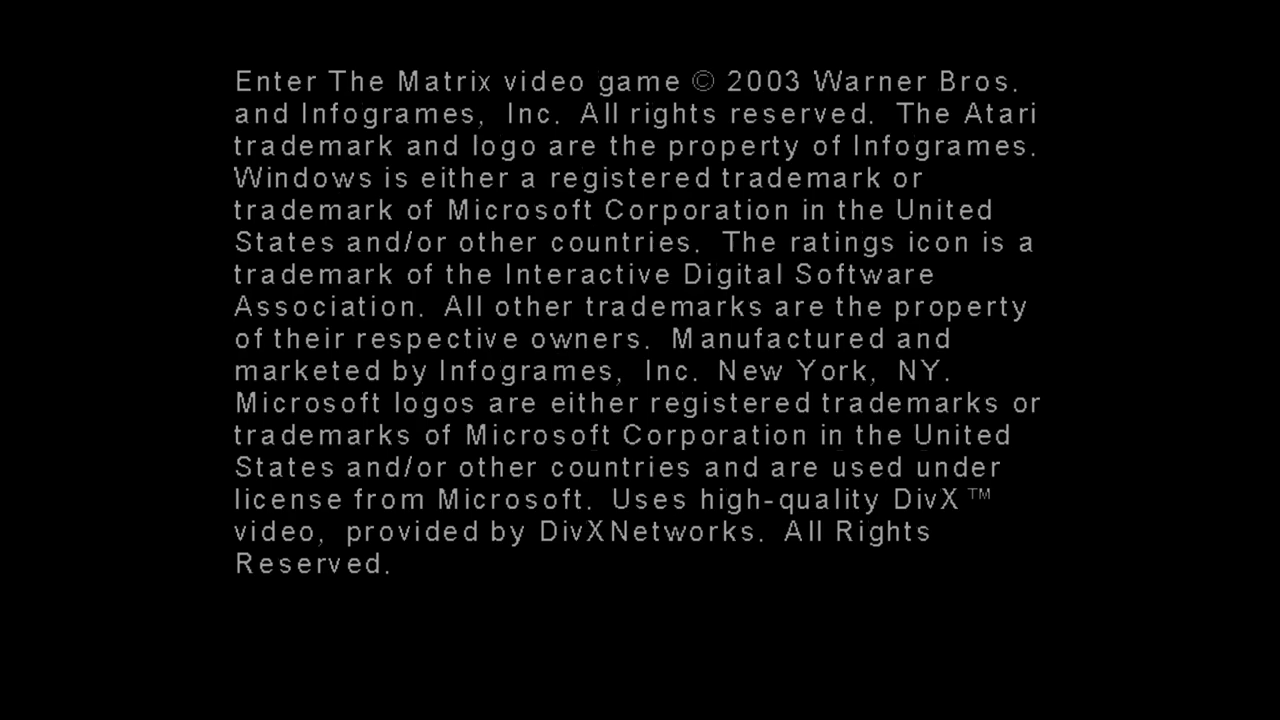 Enter The Matrix video game © 2003 Warner Bros.
and Infogrames, Inc. All rights reserved. The Atari
trademark and logo are the property of Infogrames.
Windows is either a registered trademark or
trademark of Microsoft Corporation in the United
States and/or other countries. The ratings icon is a
trademark of the Interactive Digital Software
Association. All other trademarks are the property
of their respective owners. Manufactured and
marketed by Infogrames, Inc. New York, NY.
Microsoft logos are either registered trademarks or
trademarks of Microsoft Corporation in the United
States and/or other countries and are used under
license from Microsoft. Uses high-quality DivX™
video, provided by DivXNetworks. All Rights
Reserved.